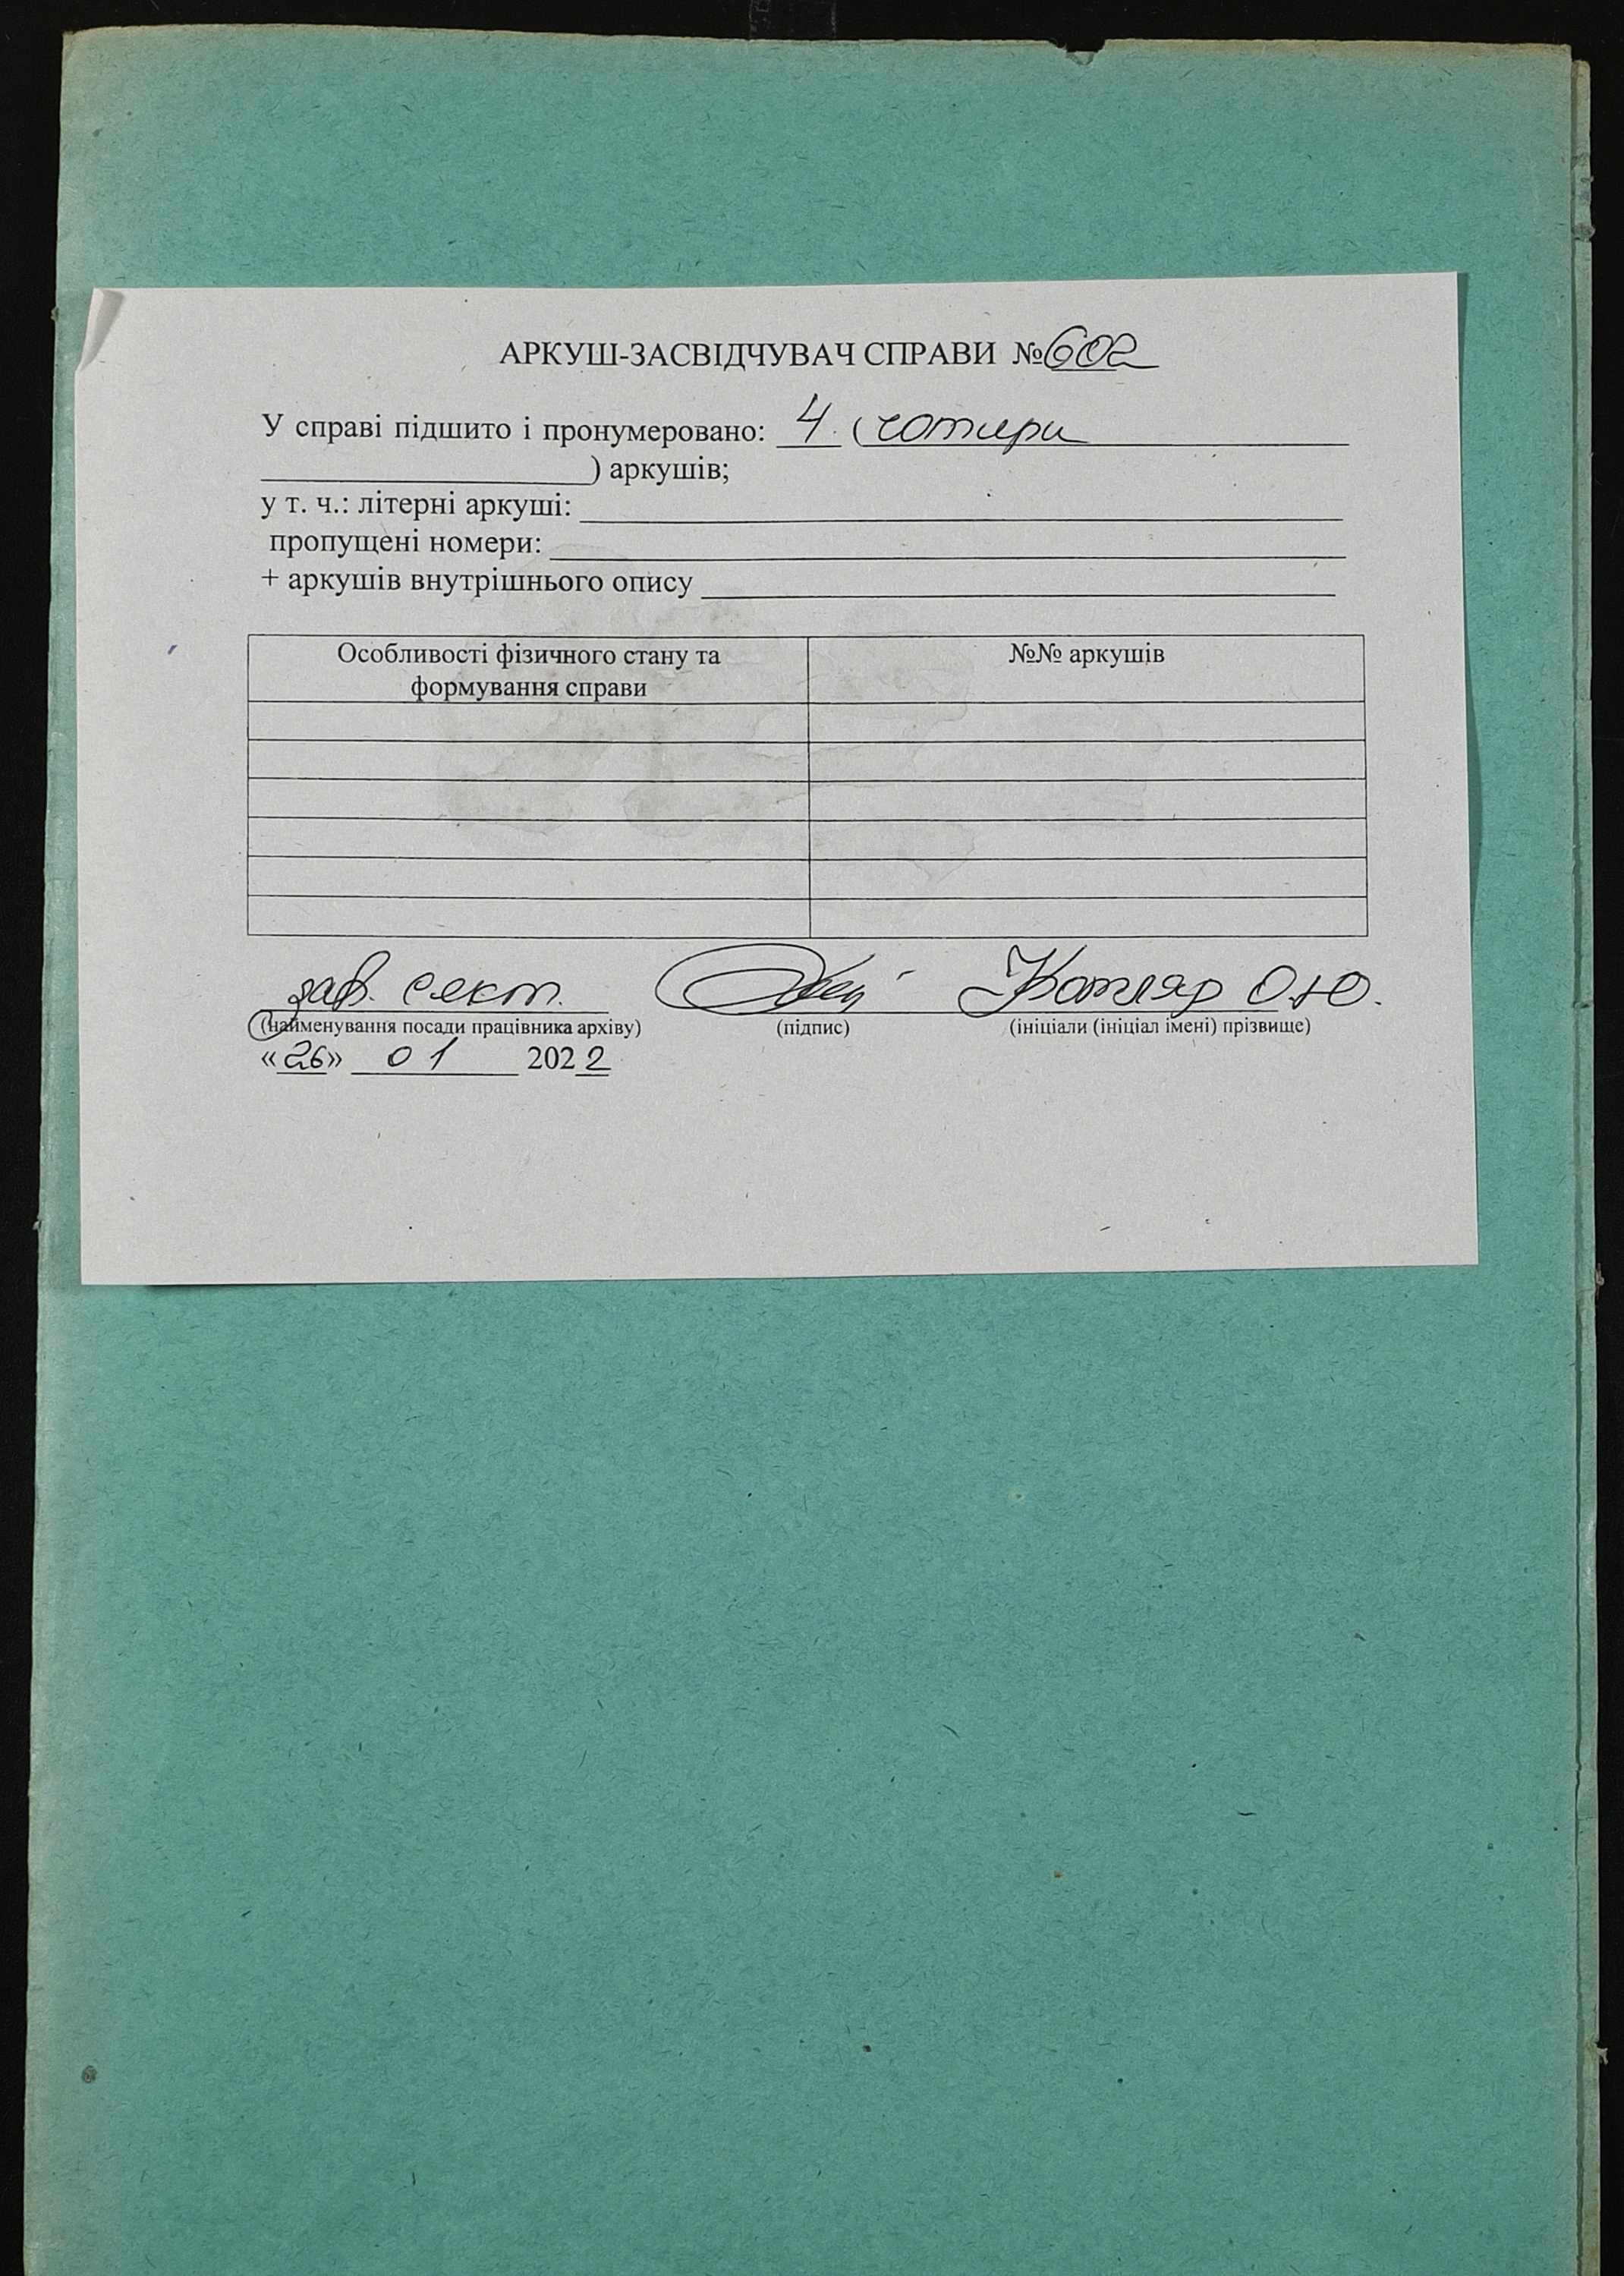 АРКУШ-ЗАСВІДЧУВАЧ СПРАВИ №602
У справі підшито і пронумеровано: 4 (чотири
) аркушів;
у т. ч.: літерні аркуші:
пропущені номери:
+ аркушів внутрішнього опису
Особливості фізичного стану та формування справи №№ аркушів
зав. сект. Котляр О.Ю.
(найменування посади працівника архіву) (підпис) (ініціали (ініціал імені) прізвище)
«26» 01 2022